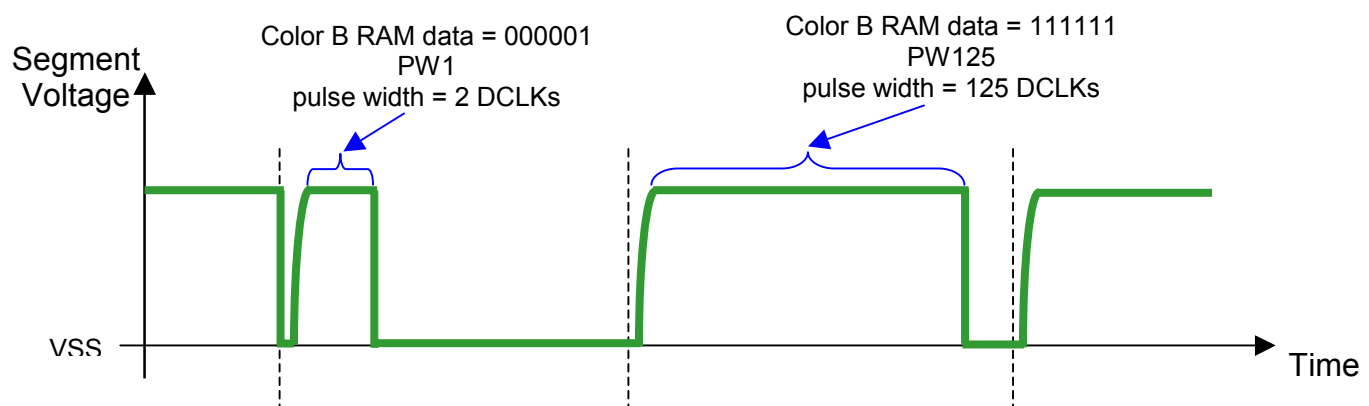 Color B RAM data = 000001
PW1
pulse width = 2 DCLKs
Color B RAM data = 111111
PW125
pulse width = 125 DCLKs
Segment
Voltage
VSS
Time